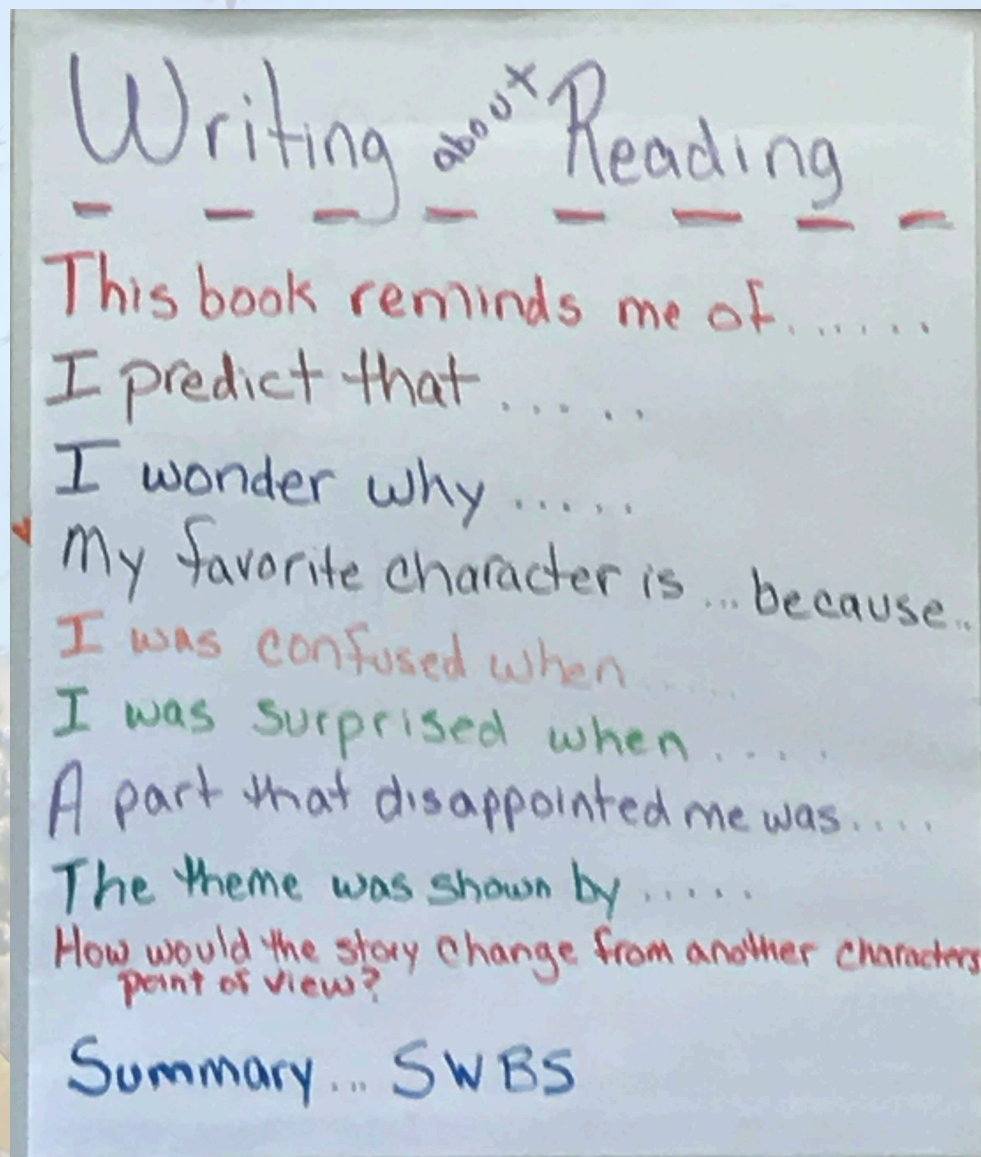 Writing about Reading
This book reminds me of.......
I predict that .....
I wonder why .....
My favorite character is ... because..
I was confused when .....
I was surprised when ....
A part that disappointed me was....
The theme was shown by .....
How would the story change from another characters
point of view?
Summary... SWBS